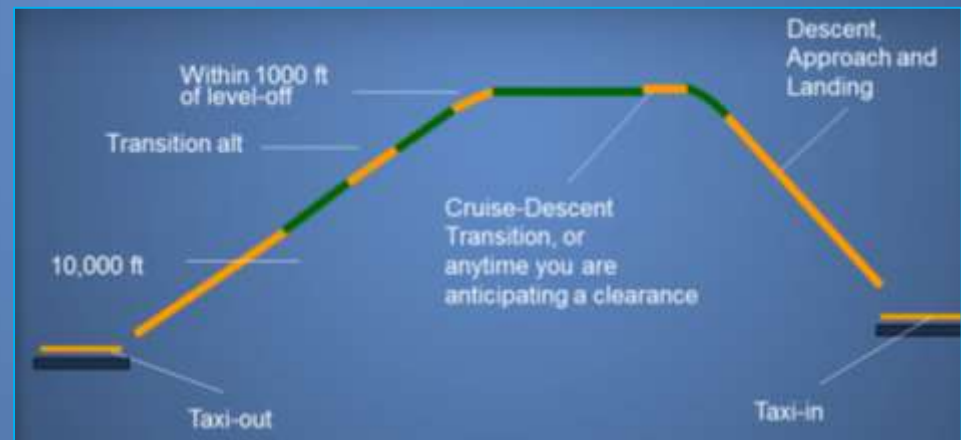 Within 1000 ft
of level-off
Transition alt
10,000 ft
Taxi-out
Cruise-Descent
Transition, or
anytime you are
anticipating a clearance
Descent,
Approach and
Landing
Taxi-in